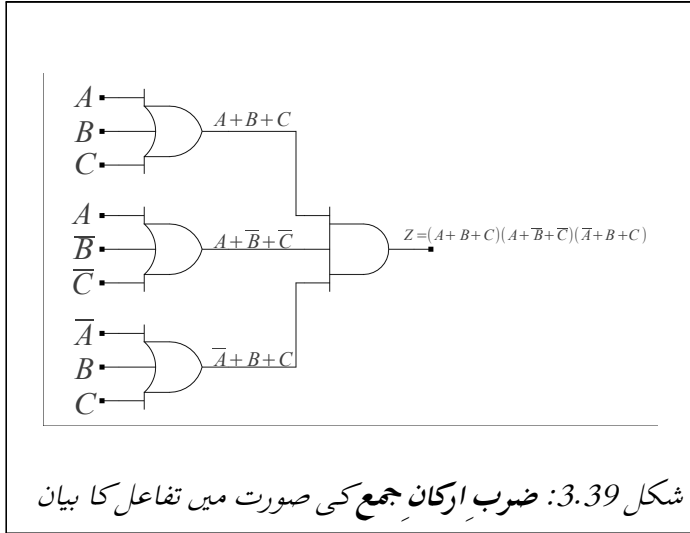 A
B
C
A+B+C
A
B̅
C̅
A+B̅+C̅
Z=(A+B+C)(A+B̅+C̅)(A̅+B+C)
A̅
B
C
A̅+B+C
شکل 3.39: ضربِ ارکانِ جمع کی صورت میں تفاعل کا بیان